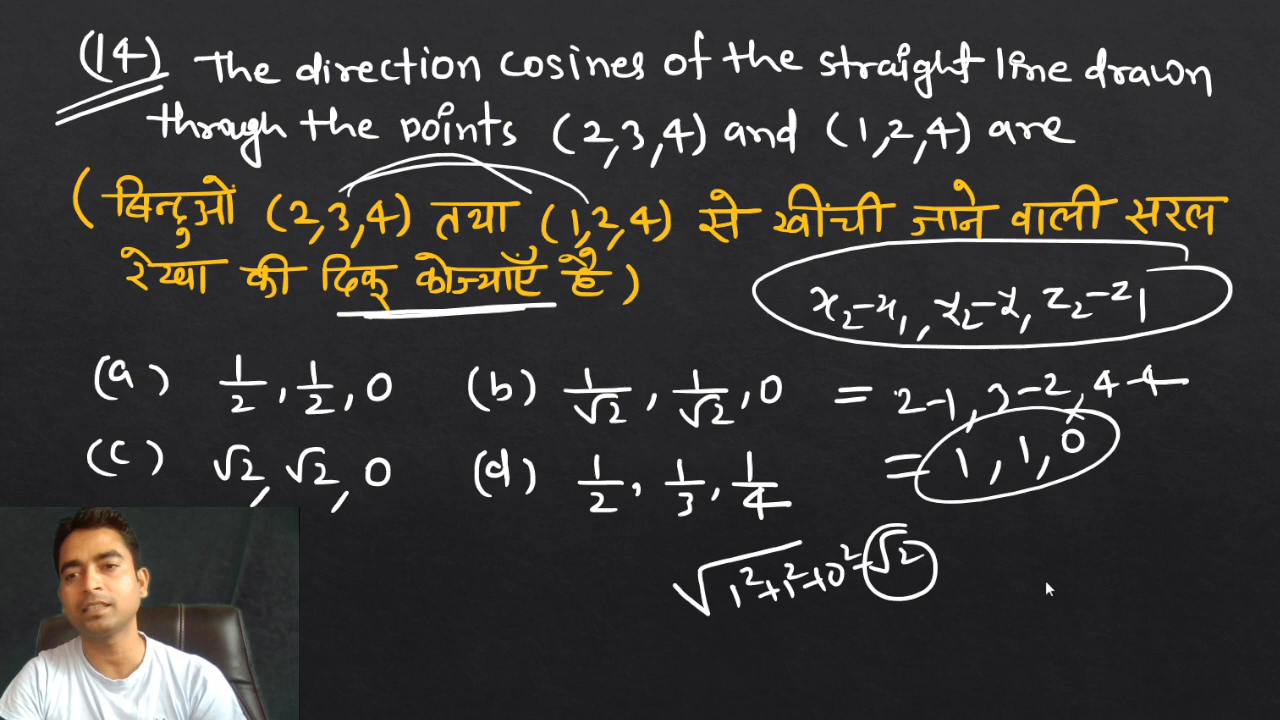 (14) The direction cosines of the straight line drawn
through the points (2,3,4) and (1,2,4) are
(बिन्दुओं (2,3,4) तथा (1,2,4) से खींची जाने वाली सरल
रेखा की दिक् कोज्याएँ है)
x₂-x₁, y₂-y, z₂-z₁
(a) 1/2, 1/2, 0 (b) 1/√2, 1/√2, 0 = 2-1, 3-2, 4-4
(c) √2, √2, 0 (d) 1/2, 1/3, 1/4 = 1, 1, 0
√1²+1²+0² = √2